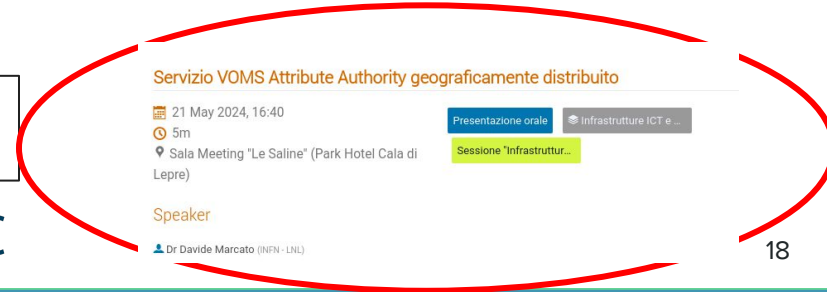 Servizio VOMS Attribute Authority geograficamente distribuito
21 May 2024, 16:40
Presentazione orale
Infrastrutture ICT e ...
5m
Sessione "Infrastruttur...
Sala Meeting "Le Saline" (Park Hotel Cala di
Lepre)
Speaker
Dr Davide Marcato (INFN - LNL)
18